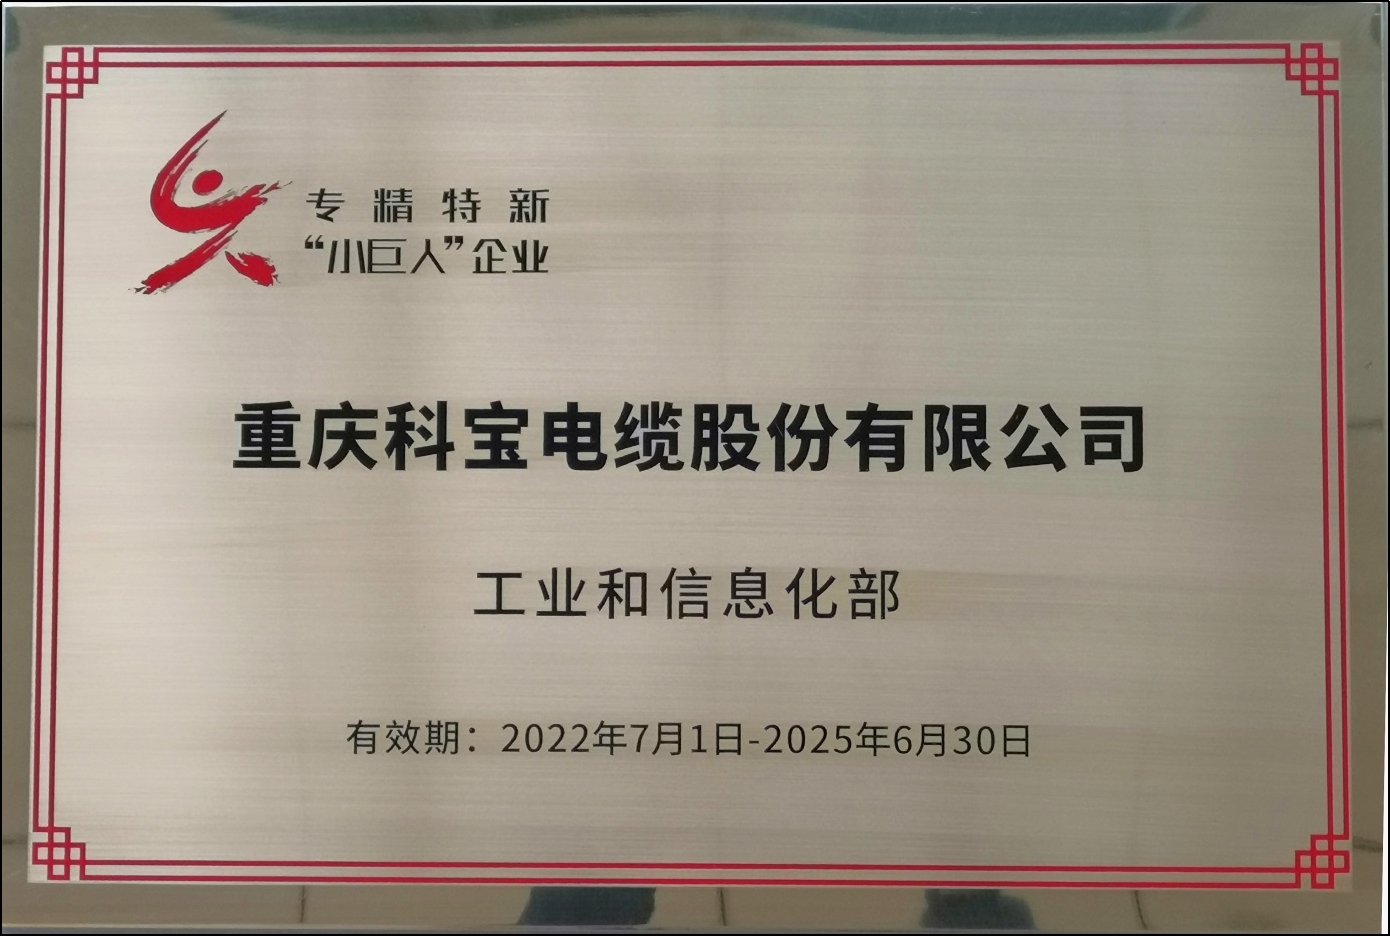 专精特新
“小巨人”企业
重庆科宝电缆股份有限公司
工业和信息化部
有效期：2022年7月1日-2025年6月30日